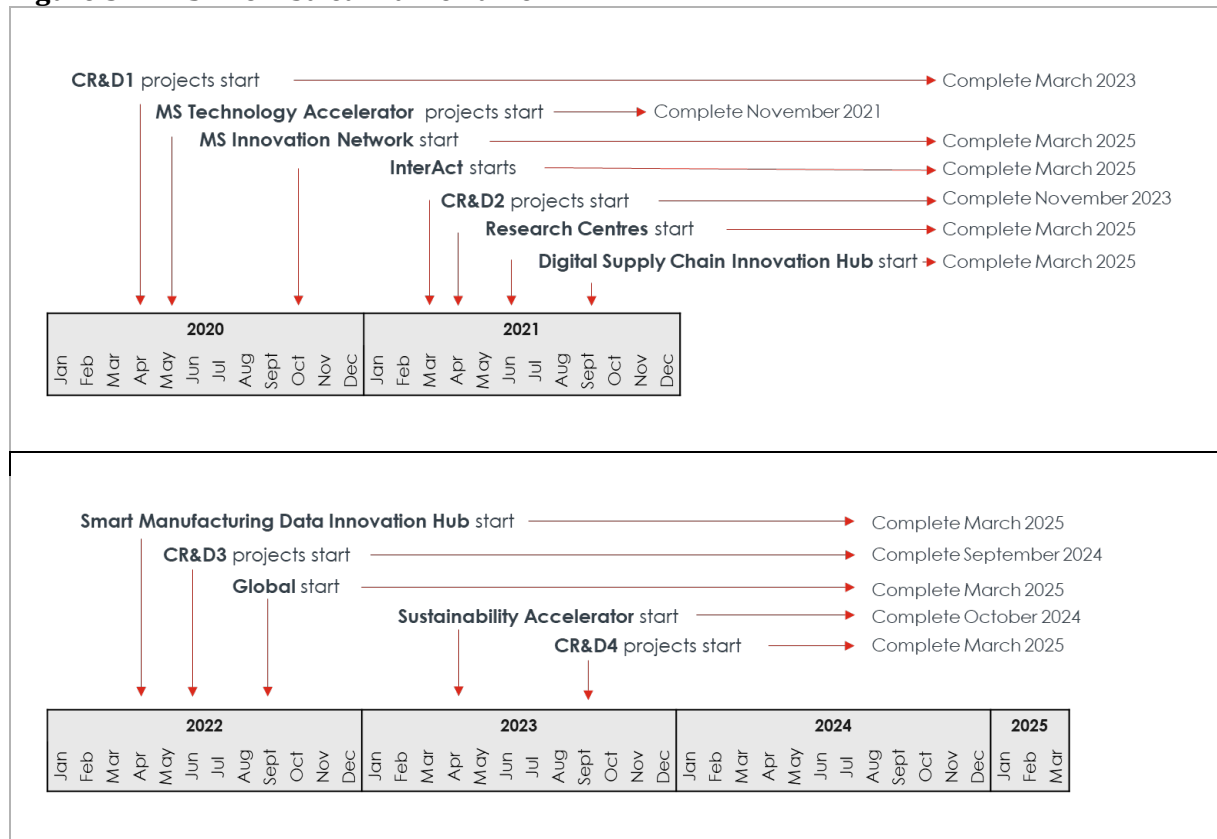 CR&D1 projects start
Complete March 2023
MS Technology Accelerator projects start
Complete November 2021
MS Innovation Network start
Complete March 2025
InterAct starts
Complete March 2025
CR&D2 projects start
Complete November 2023
Research Centres start
Complete March 2025
Digital Supply Chain Innovation Hub start
Complete March 2025
2020
2021
Jan Feb Mar Apr May Jun Jul Aug Sept Oct Nov Dec Jan Feb Mar Apr May Jun Jul Aug Sept Oct Nov Dec
Smart Manufacturing Data Innovation Hub start
Complete March 2025
CR&D3 projects start
Complete September 2024
Global start
Complete March 2025
Sustainability Accelerator start
Complete October 2024
CR&D4 projects start
Complete March 2025
2022
2023
2024
2025
Jan Feb Mar Apr May Jun Jul Aug Sept Oct Nov Dec Jan Feb Mar Apr May Jun Jul Aug Sept Oct Nov Dec Jan Feb Mar Apr May Jun Jul Aug Sept Oct Nov Dec Jan Feb Mar